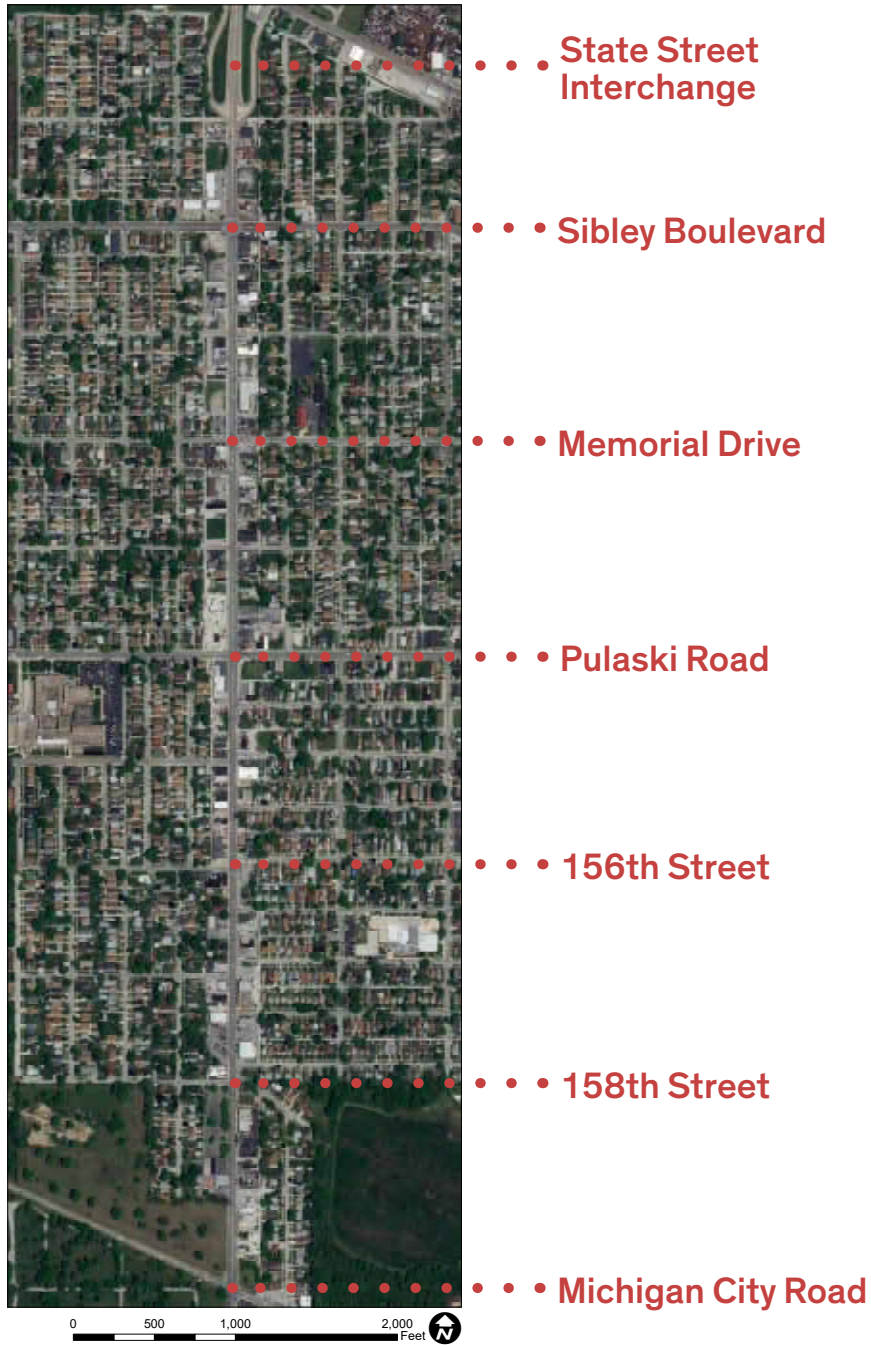 State Street
Interchange
Sibley Boulevard
Memorial Drive
Pulaski Road
156th Street
158th Street
Michigan City Road
0 500 1,000 2,000
Feet N